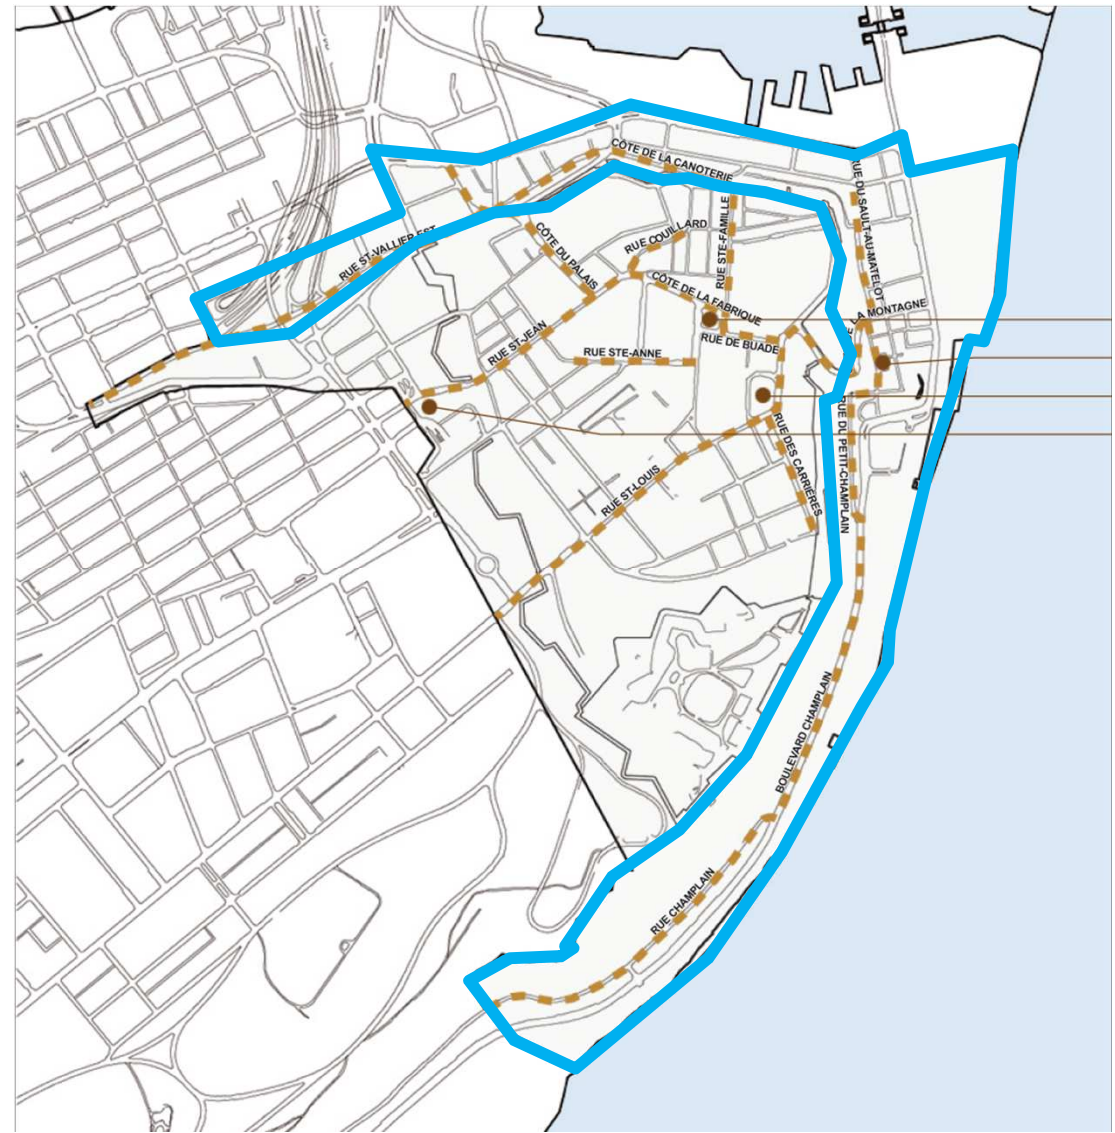 CÔTE DE LA CANOTERIE
RUE DU SAULT-AU-MATELOT
RUE STE-FAMILLE
RUE COUILLARD
CÔTE DU PALAIS
RUE ST-VALLIER EST
CÔTE DE LA FABRIQUE
E LA MONTAGNE
RUE ST-JEAN
RUE DE BUADE
RUE STE-ANNE
RUE DU PETIT-CHAMPLAIN
RUE DES CARRIÈRES
RUE ST-LOUIS
BOULEVARD CHAMPLAIN
RUE CHAMPLAIN